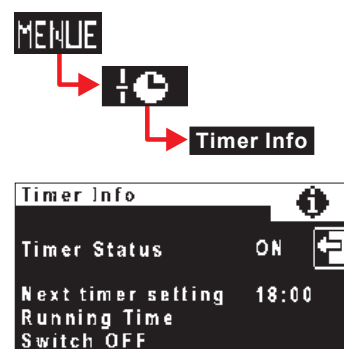 MENUE
Timer Info
Timer Info
Timer Status ON
Next timer setting 18:00
Running Time
Switch OFF